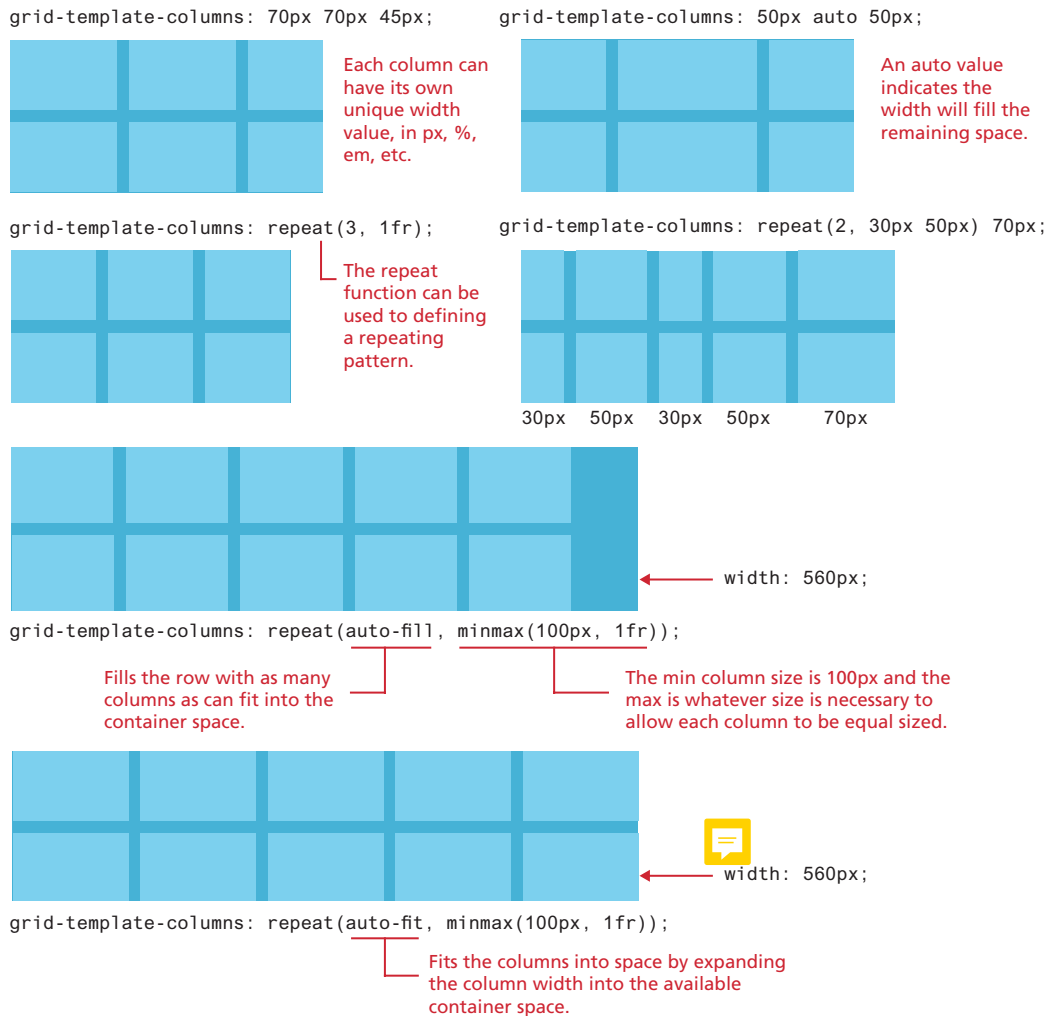 grid-template-columns: 70px 70px 45px;
Each column can
have its own
unique width
value, in px, %,
em, etc.
grid-template-columns: 50px auto 50px;
An auto value
indicates the
width will fill the
remaining space.
grid-template-columns: repeat(3, 1fr);
The repeat
function can be
used to defining
a repeating
pattern.
grid-template-columns: repeat(2, 30px 50px) 70px;
30px 50px 30px 50px 70px
width: 560px;
grid-template-columns: repeat(auto-fill, minmax(100px, 1fr));
Fills the row with as many
columns as can fit into the
container space.
The min column size is 100px and the
max is whatever size is necessary to
allow each column to be equal sized.
width: 560px;
grid-template-columns: repeat(auto-fit, minmax(100px, 1fr));
Fits the columns into space by expanding
the column width into the available
container space.